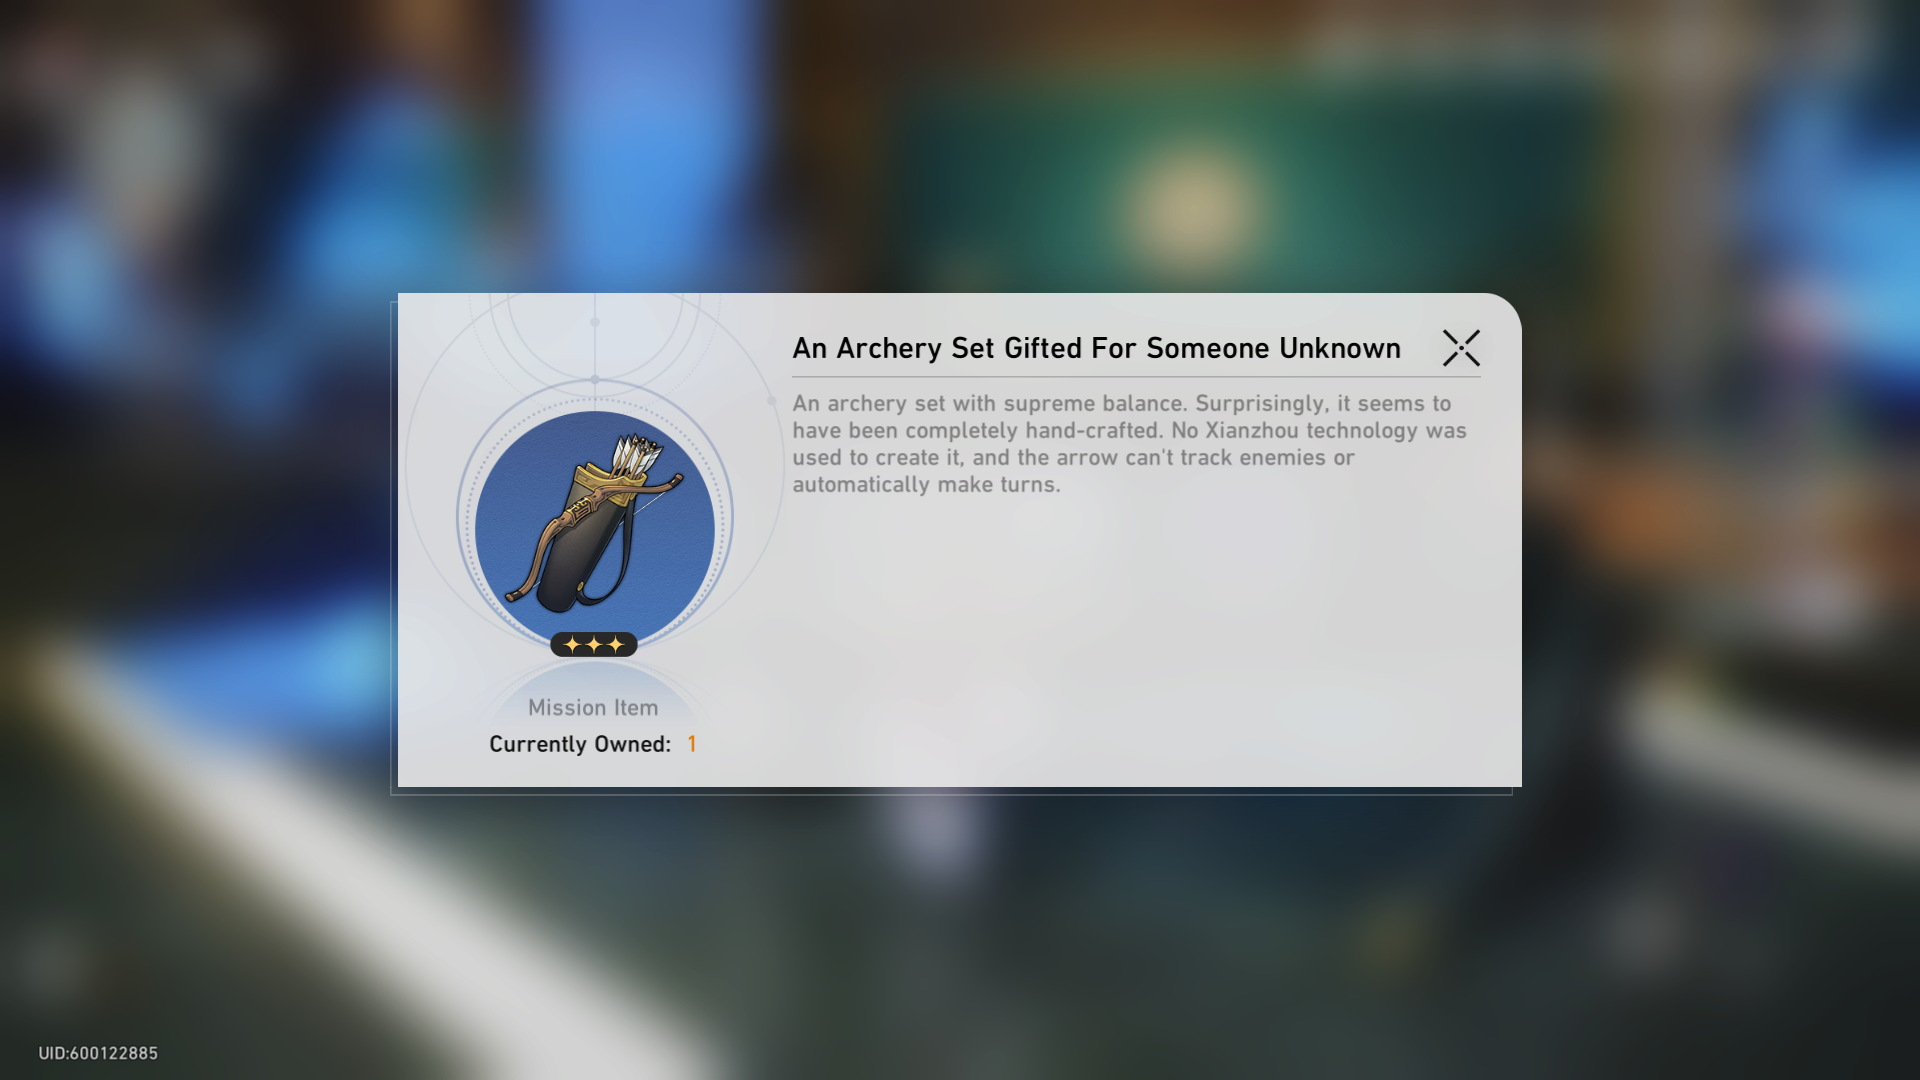 An Archery Set Gifted For Someone Unknown
An archery set with supreme balance. Surprisingly, it seems to
have been completely hand-crafted. No Xianzhou technology was
used to create it, and the arrow can't track enemies or
automatically make turns.
Mission Item
Currently Owned: 1
UID:600122885